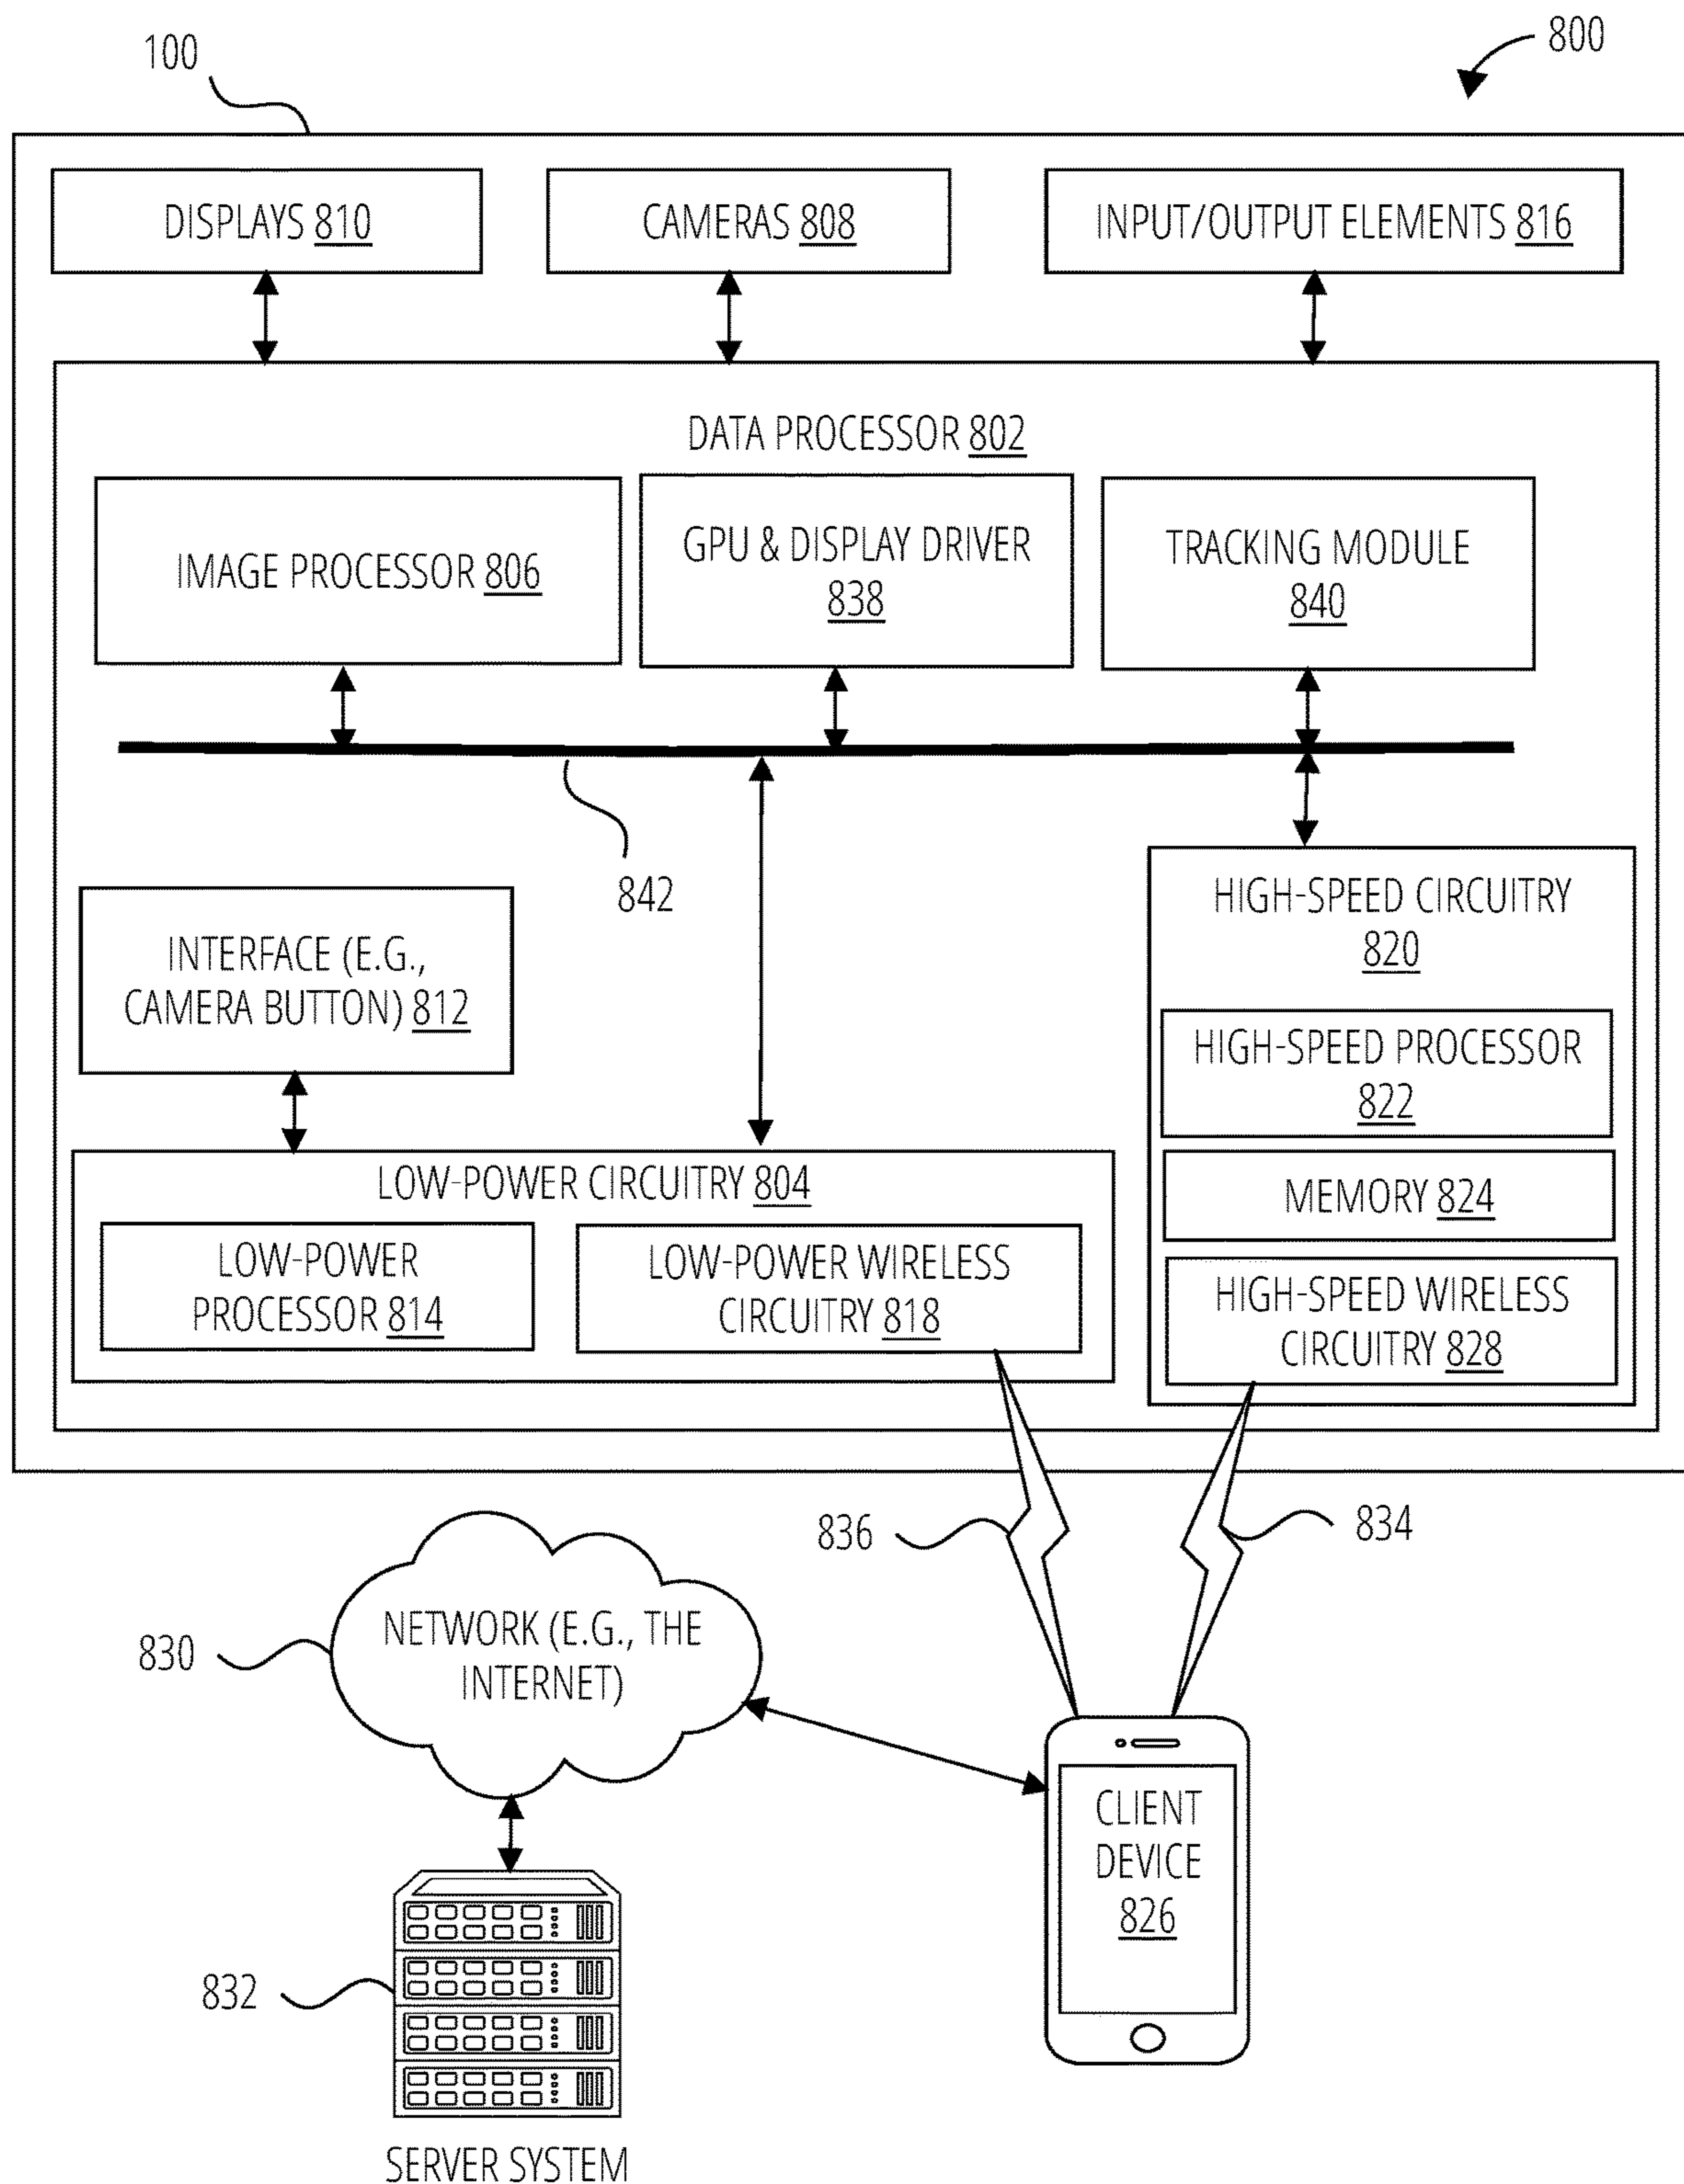 100
800
DISPLAYS 810
CAMERAS 808
INPUT/OUTPUT ELEMENTS 816
DATA PROCESSOR 802
IMAGE PROCESSOR 806
GPU & DISPLAY DRIVER
838
TRACKING MODULE
840
842
INTERFACE (E.G.,
CAMERA BUTTON) 812
HIGH-SPEED CIRCUITRY
820
HIGH-SPEED PROCESSOR
822
MEMORY 824
HIGH-SPEED WIRELESS
CIRCUITRY 828
LOW-POWER CIRCUITRY 804
LOW-POWER
PROCESSOR 814
LOW-POWER WIRELESS
CIRCUITRY 818
836
834
830
NETWORK (E.G., THE
INTERNET)
CLIENT
DEVICE
826
832
SERVER SYSTEM